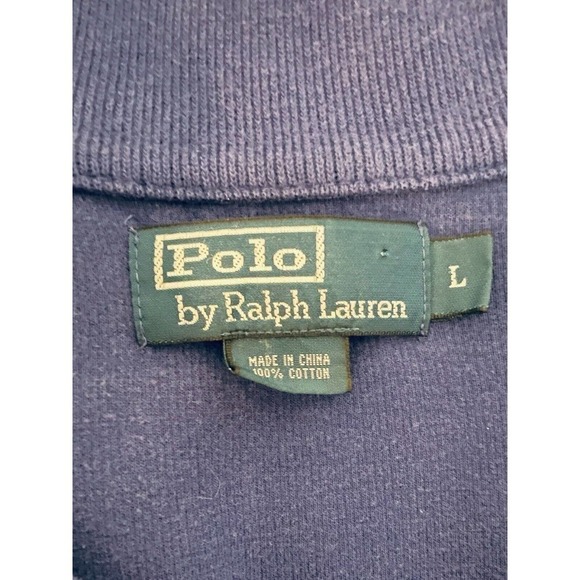 Polo
by Ralph Lauren
L
MADE IN CHINA
100% COTTON